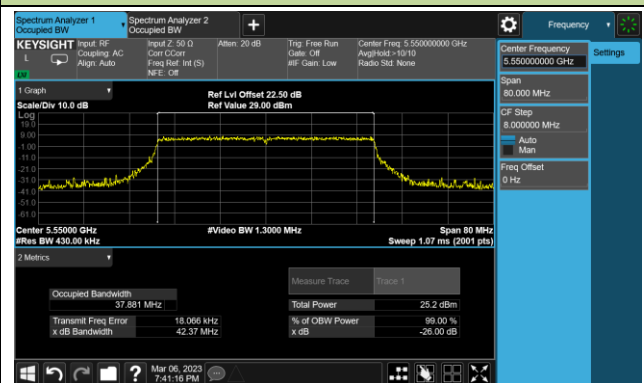 Spectrum Analyzer 1
Occupied BW
Spectrum Analyzer 2
Occupied BW
Frequency
KEYSIGHT
L
Input: RF
Coupling: AC
Align: Auto
Input Z: 50 Ω
Corr CCorr
Freq Ref: Int (S)
NFE: Off
Atten: 20 dB
Trig: Free Run
Gate: Off
#IF Gain: Low
Center Freq: 5.550000000 GHz
Avg|Hold:>10/10
Radio Std: None
Center Frequency
5.550000000 GHz
Settings
Span
80.000 MHz
CF Step
8.000000 MHz
Auto
Man
Freq Offset
0 Hz
1 Graph
Scale/Div 10.0 dB
Ref Lvl Offset 22.50 dB
Ref Value 29.00 dBm
Log
19.0
9.00
-1.00
-11.0
-21.0
-31.0
-41.0
-51.0
-61.0
Center 5.55000 GHz
#Res BW 430.00 kHz
#Video BW 1.3000 MHz
Span 80 MHz
Sweep 1.07 ms (2001 pts)
2 Metrics
Measure Trace
Trace 1
Occupied Bandwidth
37.881 MHz
Total Power
25.2 dBm
Transmit Freq Error
18.066 kHz
% of OBW Power
99.00 %
x dB Bandwidth
42.37 MHz
x dB
-26.00 dB
Mar 06, 2023
7:41:16 PM